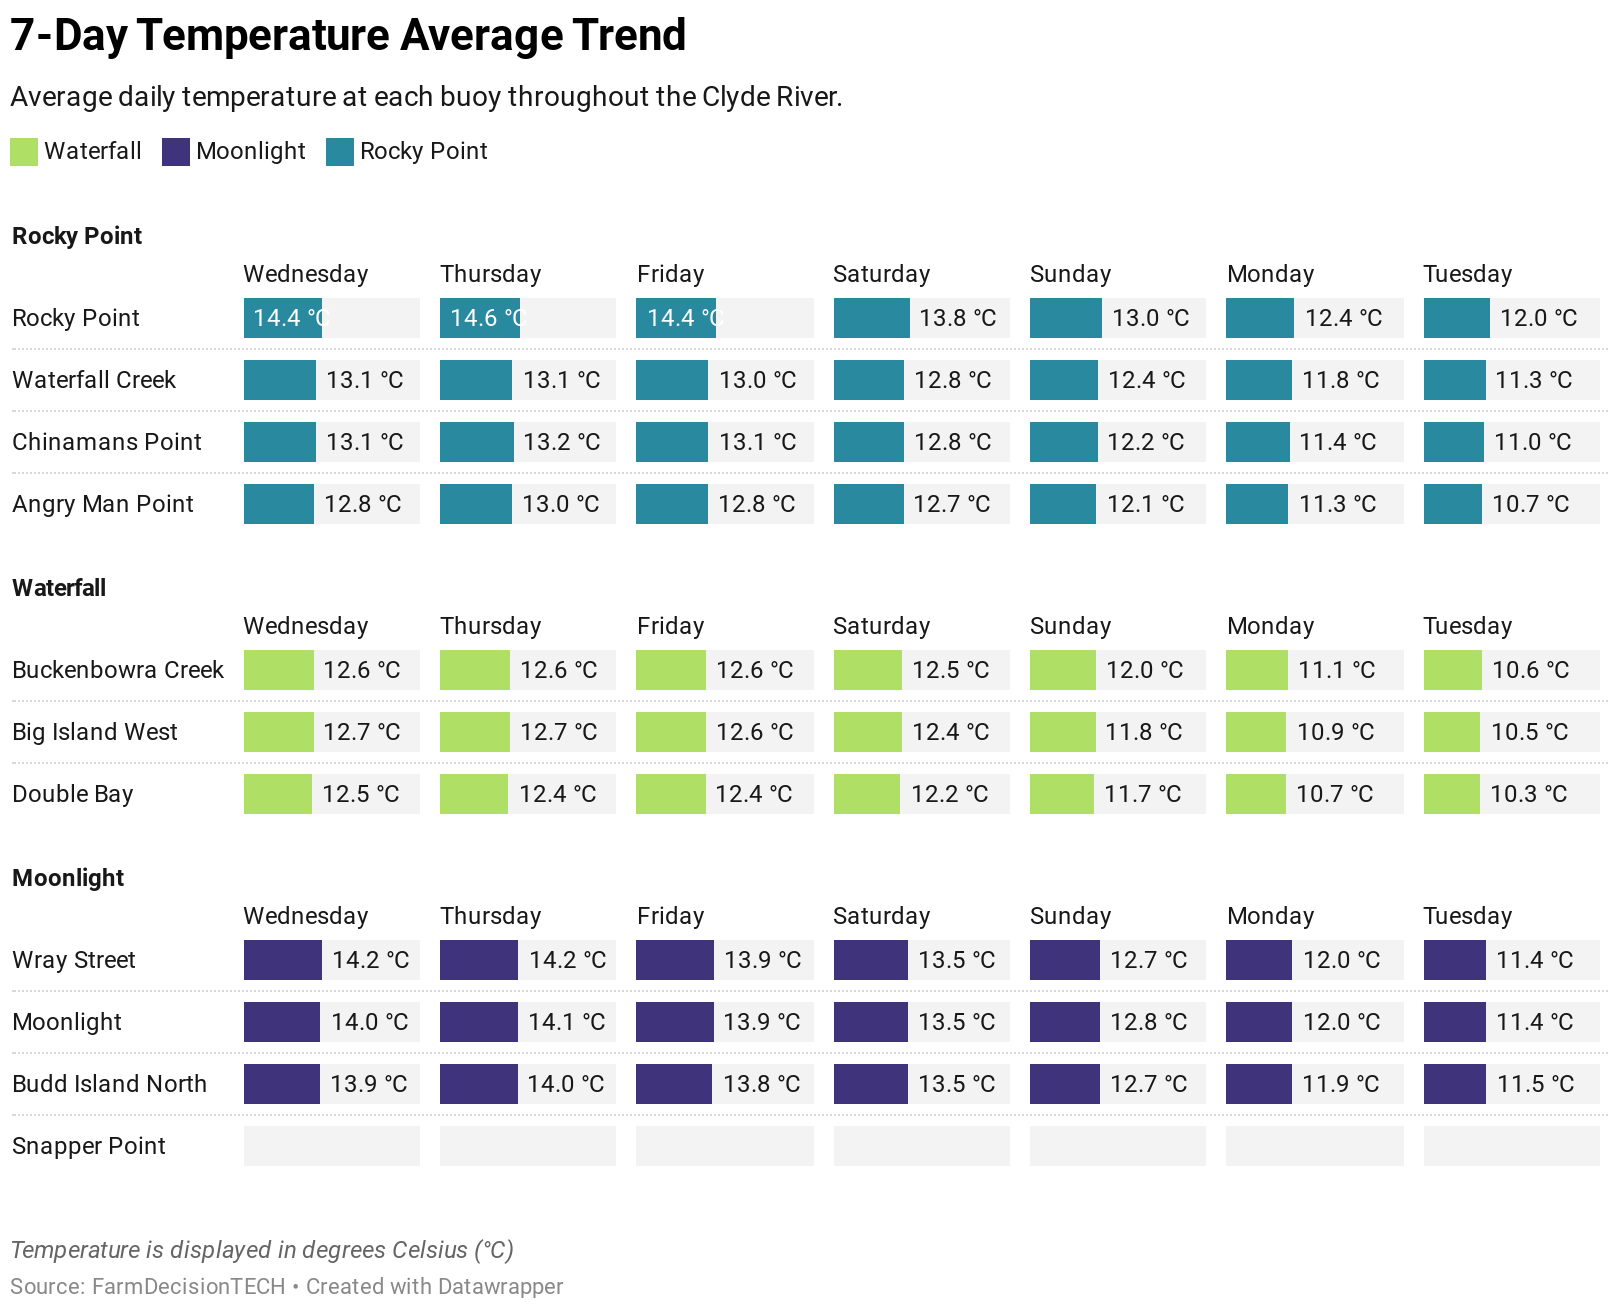 7-Day Temperature Average Trend
Average daily temperature at each buoy throughout the Clyde River.
Waterfall Moonlight Rocky Point
Rocky Point
Wednesday Thursday Friday Saturday Sunday Monday Tuesday
Rocky Point 14.4 °C 14.6 °C 14.4 °C 13.8 °C 13.0 °C 12.4 °C 12.0 °C
Waterfall Creek 13.1 °C 13.1 °C 13.0 °C 12.8 °C 12.4 °C 11.8 °C 11.3 °C
Chinamans Point 13.1 °C 13.2 °C 13.1 °C 12.8 °C 12.2 °C 11.4 °C 11.0 °C
Angry Man Point 12.8 °C 13.0 °C 12.8 °C 12.7 °C 12.1 °C 11.3 °C 10.7 °C
Waterfall
Wednesday Thursday Friday Saturday Sunday Monday Tuesday
Buckenbowra Creek 12.6 °C 12.6 °C 12.6 °C 12.5 °C 12.0 °C 11.1 °C 10.6 °C
Big Island West 12.7 °C 12.7 °C 12.6 °C 12.4 °C 11.8 °C 10.9 °C 10.5 °C
Double Bay 12.5 °C 12.4 °C 12.4 °C 12.2 °C 11.7 °C 10.7 °C 10.3 °C
Moonlight
Wednesday Thursday Friday Saturday Sunday Monday Tuesday
Wray Street 14.2 °C 14.2 °C 13.9 °C 13.5 °C 12.7 °C 12.0 °C 11.4 °C
Moonlight 14.0 °C 14.1 °C 13.9 °C 13.5 °C 12.8 °C 12.0 °C 11.4 °C
Budd Island North 13.9 °C 14.0 °C 13.8 °C 13.5 °C 12.7 °C 11.9 °C 11.5 °C
Snapper Point
Temperature is displayed in degrees Celsius (°C)
Source: FarmDecisionTECH • Created with Datawrapper